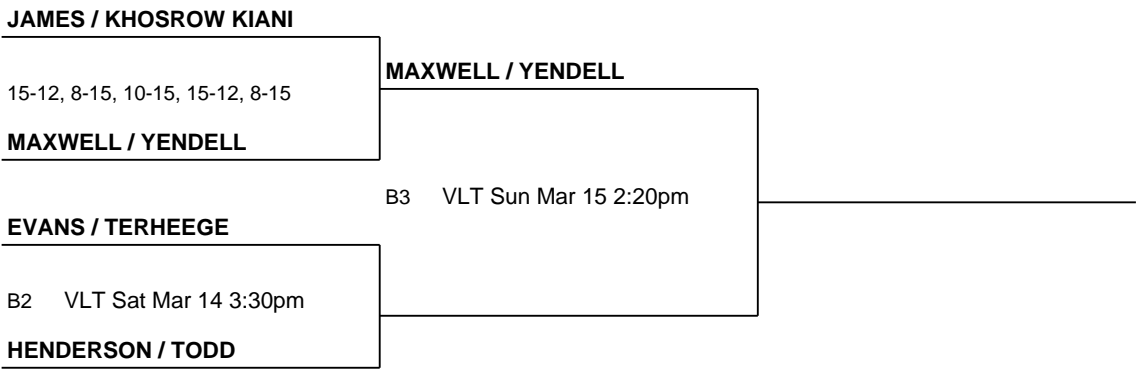 JAMES / KHOSROW KIANI
MAXWELL / YENDELL
15-12, 8-15, 10-15, 15-12, 8-15
MAXWELL / YENDELL
B3 VLT Sun Mar 15 2:20pm
EVANS / TERHEEGE
B2 VLT Sat Mar 14 3:30pm
HENDERSON / TODD